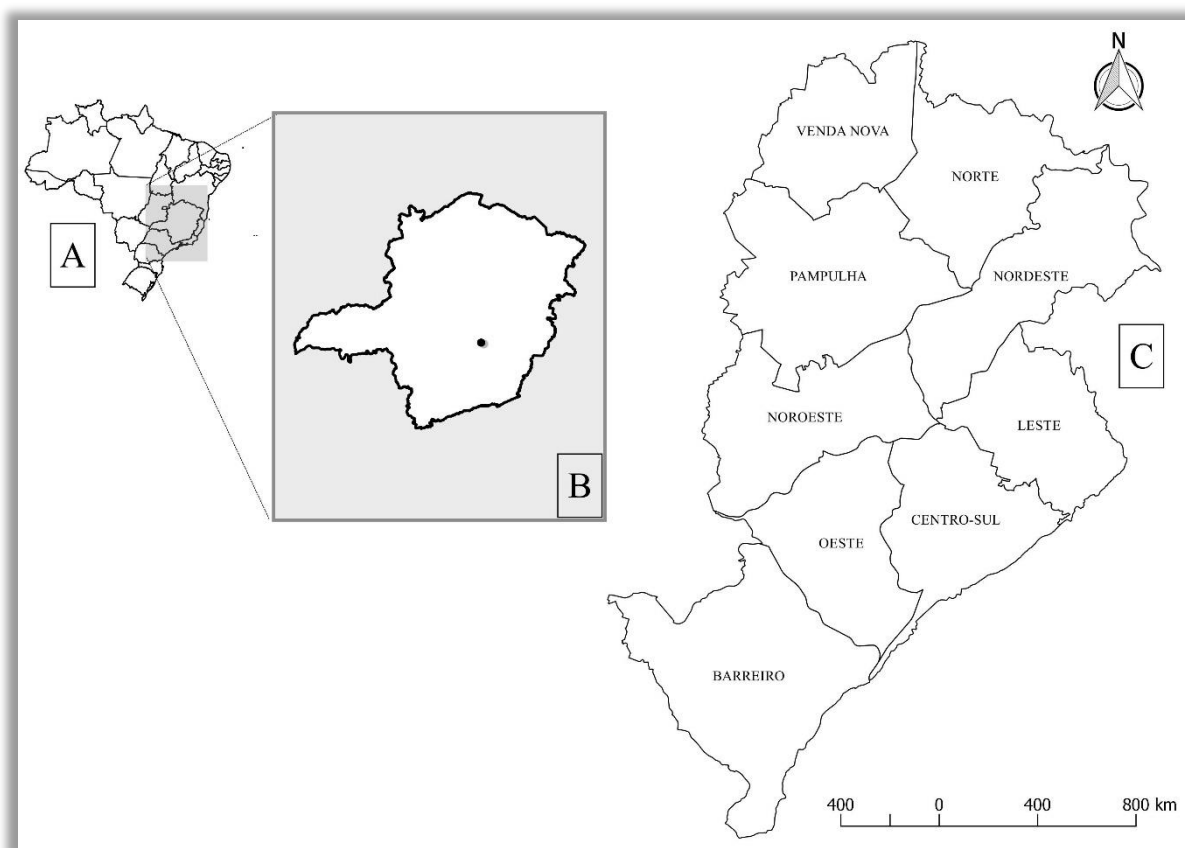 N
VENDA NOVA
NORTE
A
PAMPULHA
NORDESTE
C
NOROESTE
LESTE
B
CENTRO-SUL
OESTE
BARREIRO
400 0 400 800 km